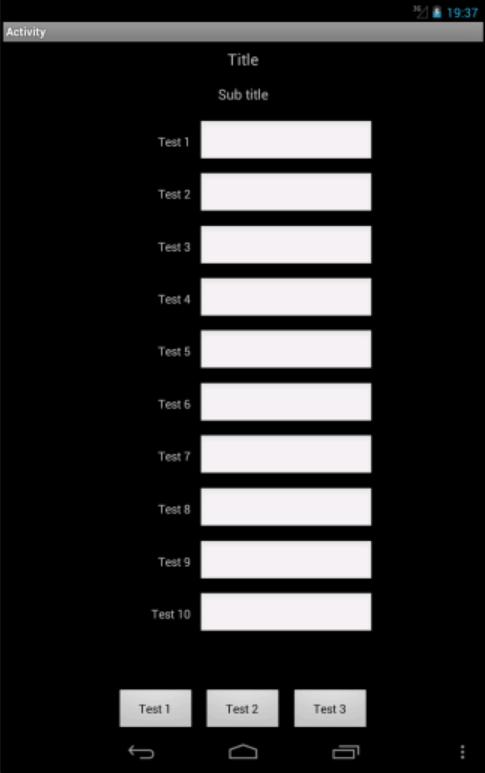 3G 19:37
Activity
Title
Sub title
Test 1
Test 2
Test 3
Test 4
Test 5
Test 6
Test 7
Test 8
Test 9
Test 10
Test 1 Test 2 Test 3